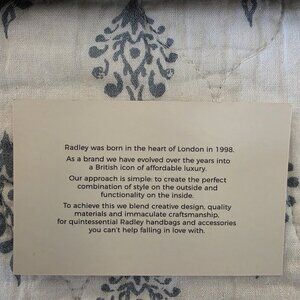 Radley was born in the heart of London in 1998.
As a brand we have evolved over the years into
a British icon of affordable luxury.
Our approach is simple: to create the perfect
combination of style on the outside and
functionality on the inside.
To achieve this we blend creative design, quality
materials and immaculate craftsmanship,
for quintessential Radley handbags and accessories
you can't help falling in love with.